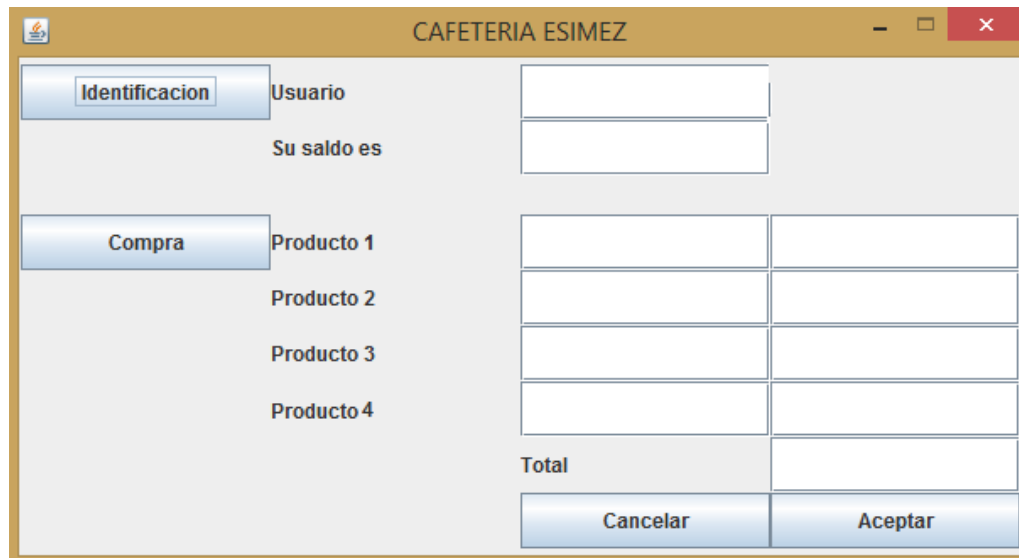 CAFETERIA ESIMEZ
Identificacion Usuario
Su saldo es
Compra Producto 1
Producto 2
Producto 3
Producto 4
Total
Cancelar Aceptar